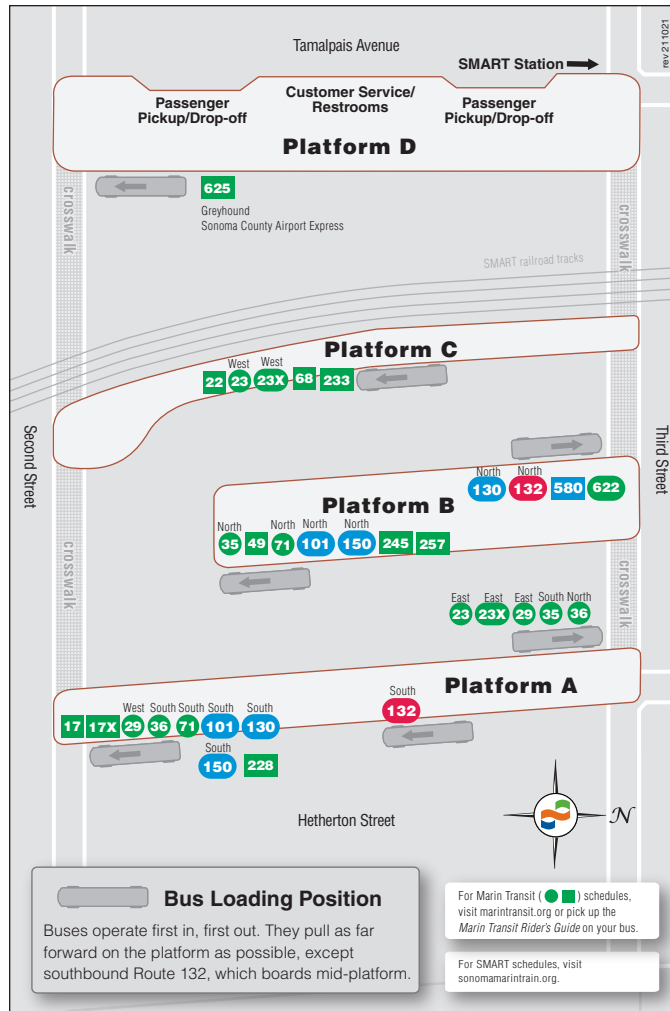 rev 211021
Tamalpais Avenue
SMART Station
Passenger
Pickup/Drop-off
Customer Service/
Restrooms
Passenger
Pickup/Drop-off
Platform D
crosswalk
625
Greyhound
Sonoma County Airport Express
crosswalk
SMART railroad tracks
Platform C
West West
22 23 23X 68 233
Second Street
Third Street
North North
130 132 580 622
Platform B
North North North North
35 49 71 101 150 245 257
crosswalk
crosswalk
East East East South North
23 23X 29 35 36
Platform A
South
132
West South South South South
17 17X 29 36 71 101 130
South
150 228
Hetherton Street
N
Bus Loading Position
Buses operate first in, first out. They pull as far
forward on the platform as possible, except
southbound Route 132, which boards mid-platform.
For Marin Transit ( ) schedules,
visit marintransit.org or pick up the
Marin Transit Rider's Guide on your bus.
For SMART schedules, visit
sonomamarintrain.org.